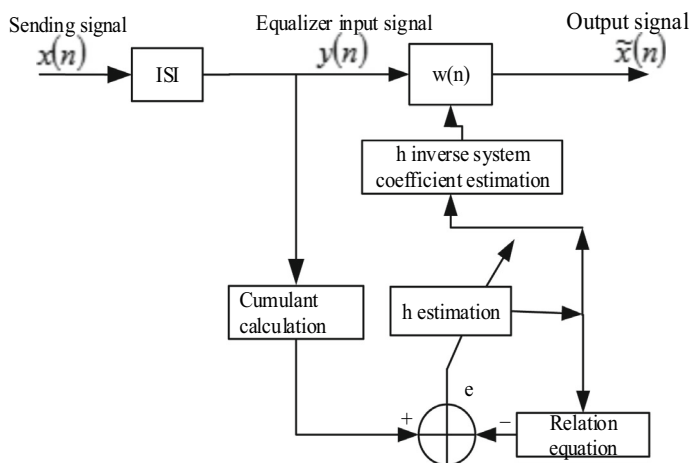 Sending signal
Equalizer input signal
Output signal
x(n)
ISI
y(n)
w(n)
x̃(n)
h inverse system
coefficient estimation
Cumulant
calculation
h estimation
e
+
−
Relation
equation